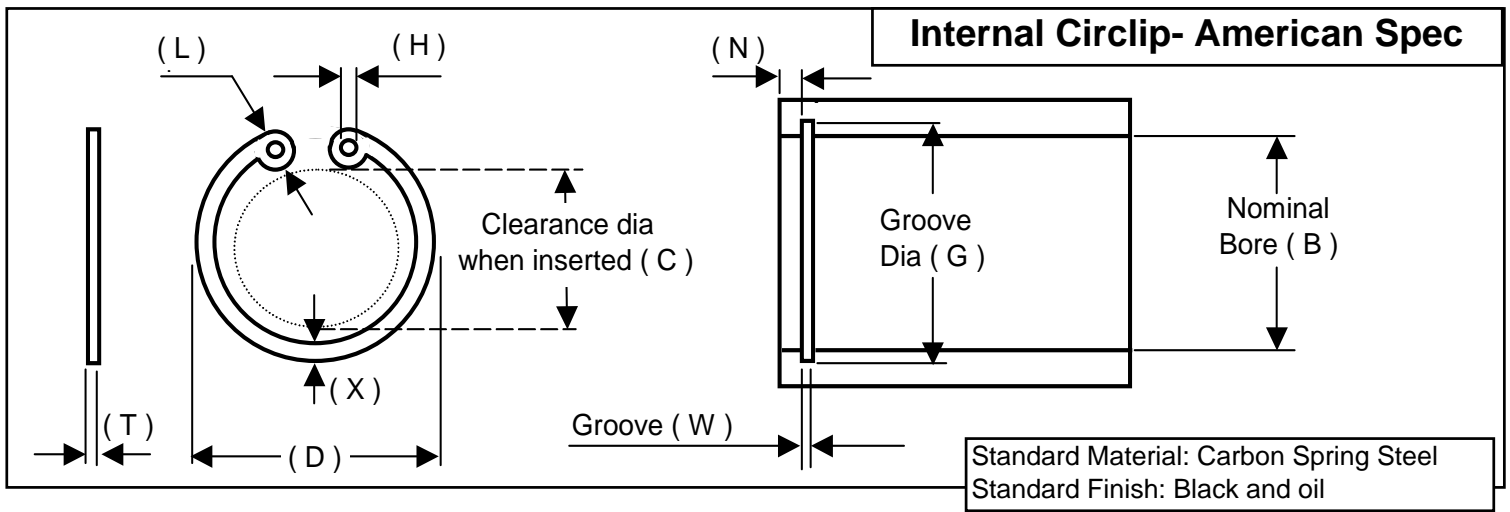 Internal Circlip- American Spec
( L )
( H )
( N )
Clearance dia
when inserted ( C )
Groove
Dia ( G )
Nominal
Bore ( B )
( X )
( T )
( D )
Groove ( W )
Standard Material: Carbon Spring Steel
Standard Finish: Black and oil